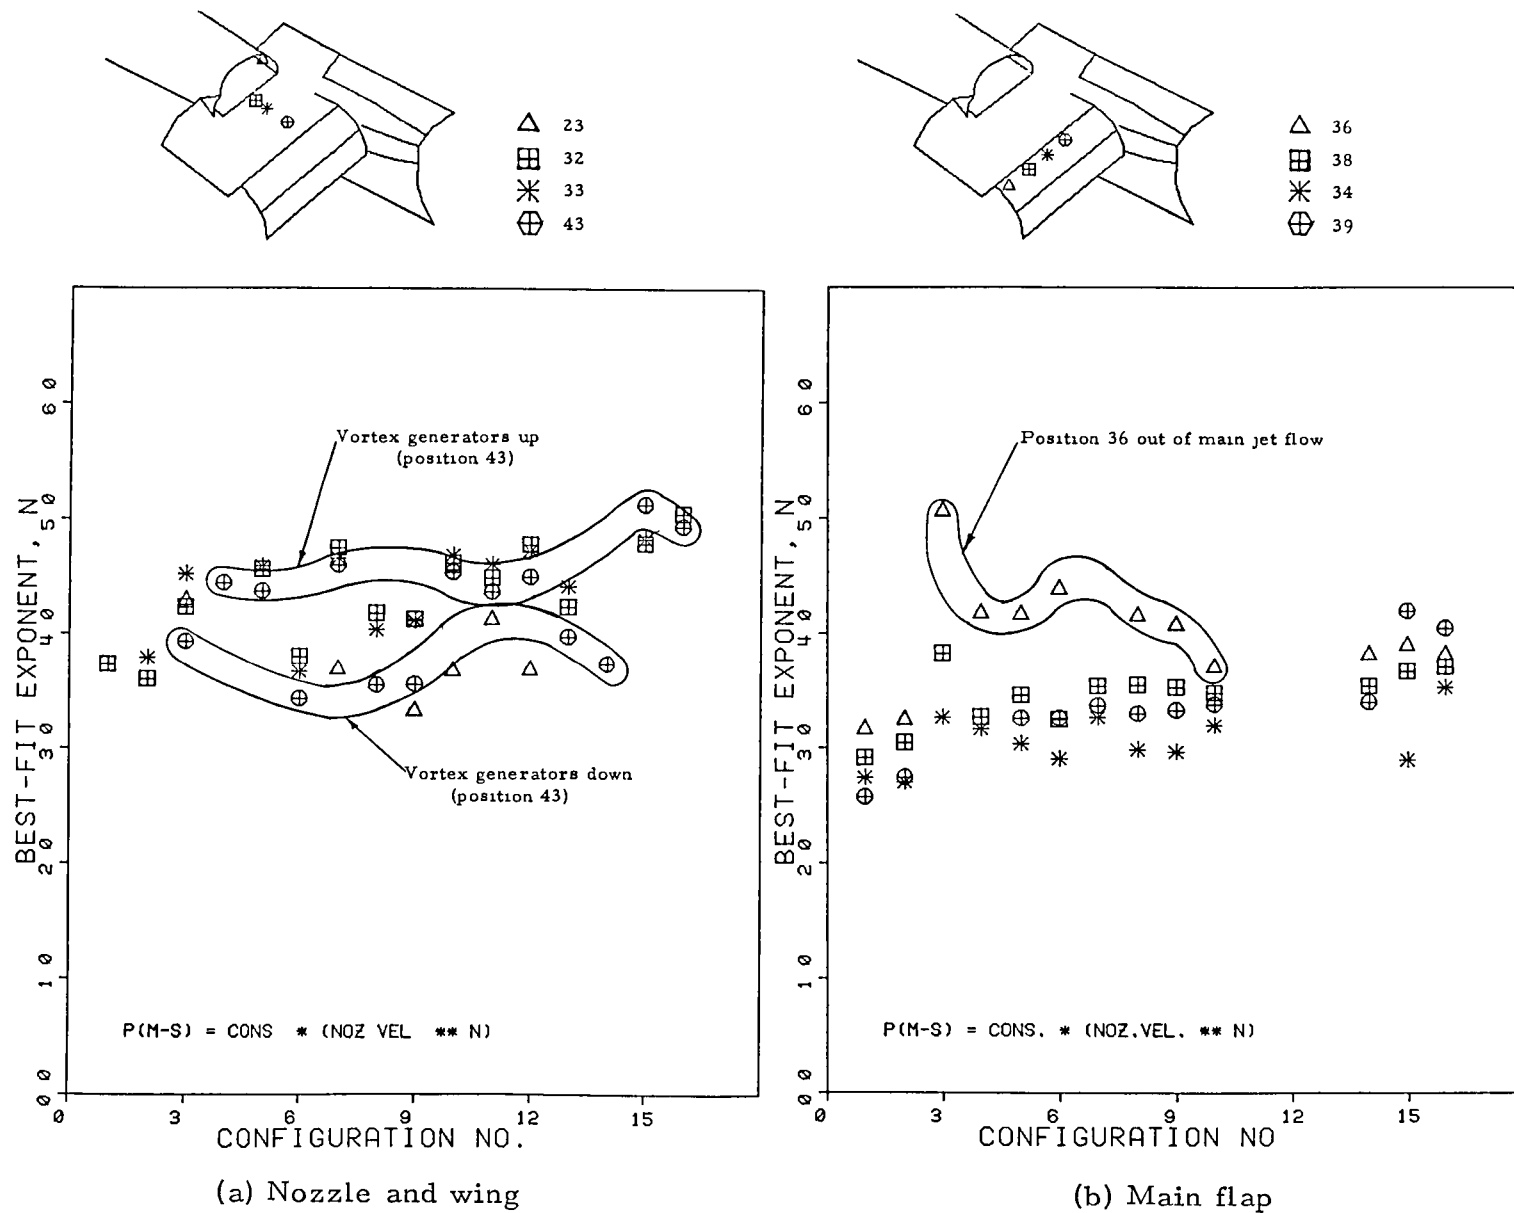 23
32
33
43
36
38
34
39
BEST-FIT EXPONENT, N
6 0
5 0
4 0
3 0
2 0
1 0
0 0
Vortex generators up
(position 43)
Vortex generators down
(position 43)
P(M-S) = CONS * (NOZ VEL ** N)
0 3 6 9 12 15
CONFIGURATION NO.
(a) Nozzle and wing
BEST-FIT EXPONENT, N
6 0
5 0
4 0
3 0
2 0
1 0
0 0
Position 36 out of main jet flow
P(M-S) = CONS. * (NOZ.VEL. ** N)
0 3 6 9 12 15
CONFIGURATION NO
(b) Main flap